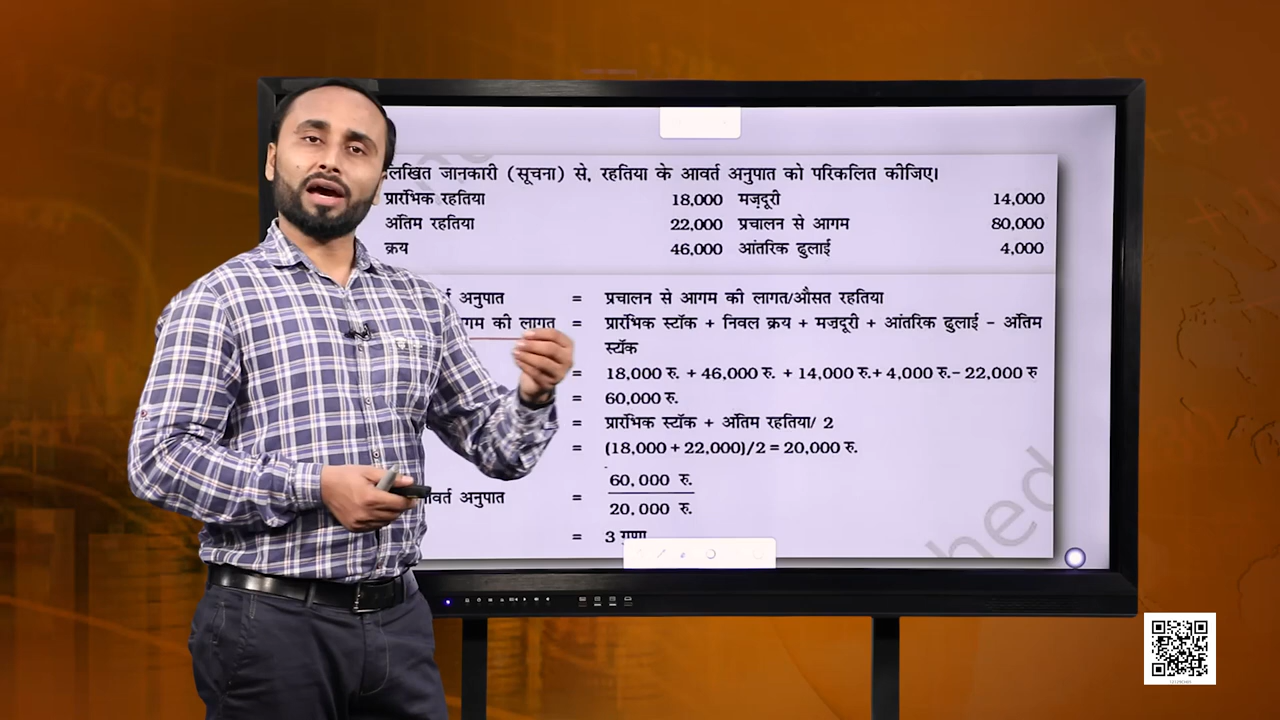 लिखित जानकारी (सूचना) से, रहतिया के आवर्त अनुपात को परिकलित कीजिए।
प्रारंभिक रहतिया 18,000 मज़दूरी 14,000
अंतिम रहतिया 22,000 प्रचालन से आगम 80,000
क्रय 46,000 आंतरिक ढुलाई 4,000
अनुपात = प्रचालन से आगम की लागत/औसत रहतिया
की लागत = प्रारंभिक स्टॉक + निवल क्रय + मज़दूरी + आंतरिक ढुलाई – अंतिम
स्टॉक
= 18,000 रु. + 46,000 रु. + 14,000 रु.+ 4,000 रु.– 22,000 रु
= 60,000 रु.
= प्रारंभिक स्टॉक + अंतिम रहतिया/ 2
= (18,000 + 22,000)/2 = 20,000 रु.
60,000 रु.
अनुपात =
20,000 रु.
= 3 गुणा
hed